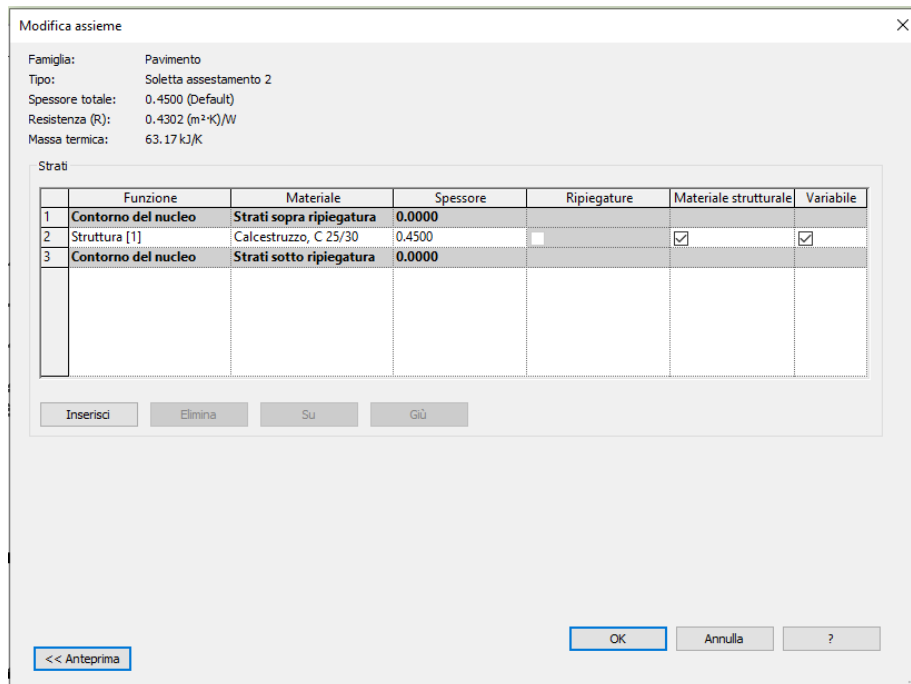 Modifica assieme
Famiglia: Pavimento
Tipo: Soletta assestamento 2
Spessore totale: 0.4500 (Default)
Resistenza (R): 0.4302 (m²·K)/W
Massa termica: 63.17 kJ/K
Strati
Funzione Materiale Spessore Ripiegature Materiale strutturale Variabile
1 Contorno del nucleo Strati sopra ripiegatura 0.0000
2 Struttura [1] Calcestruzzo, C 25/30 0.4500
3 Contorno del nucleo Strati sotto ripiegatura 0.0000
Inserisci Elimina Su Giù
OK Annulla ?
<< Anteprima